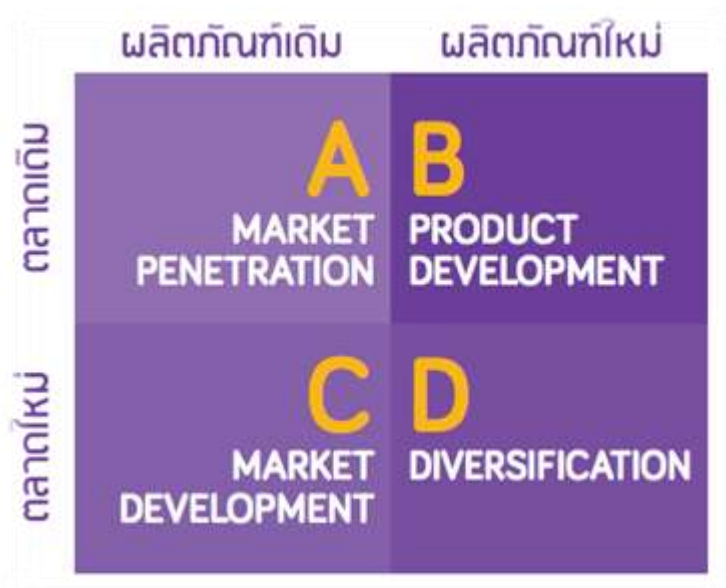 ผลิตภัณฑ์เดิม
ผลิตภัณฑ์ใหม่
ตลาดเดิม
A
MARKET
PENETRATION
B
PRODUCT
DEVELOPMENT
ตลาดใหม่
C
MARKET
DEVELOPMENT
D
DIVERSIFICATION